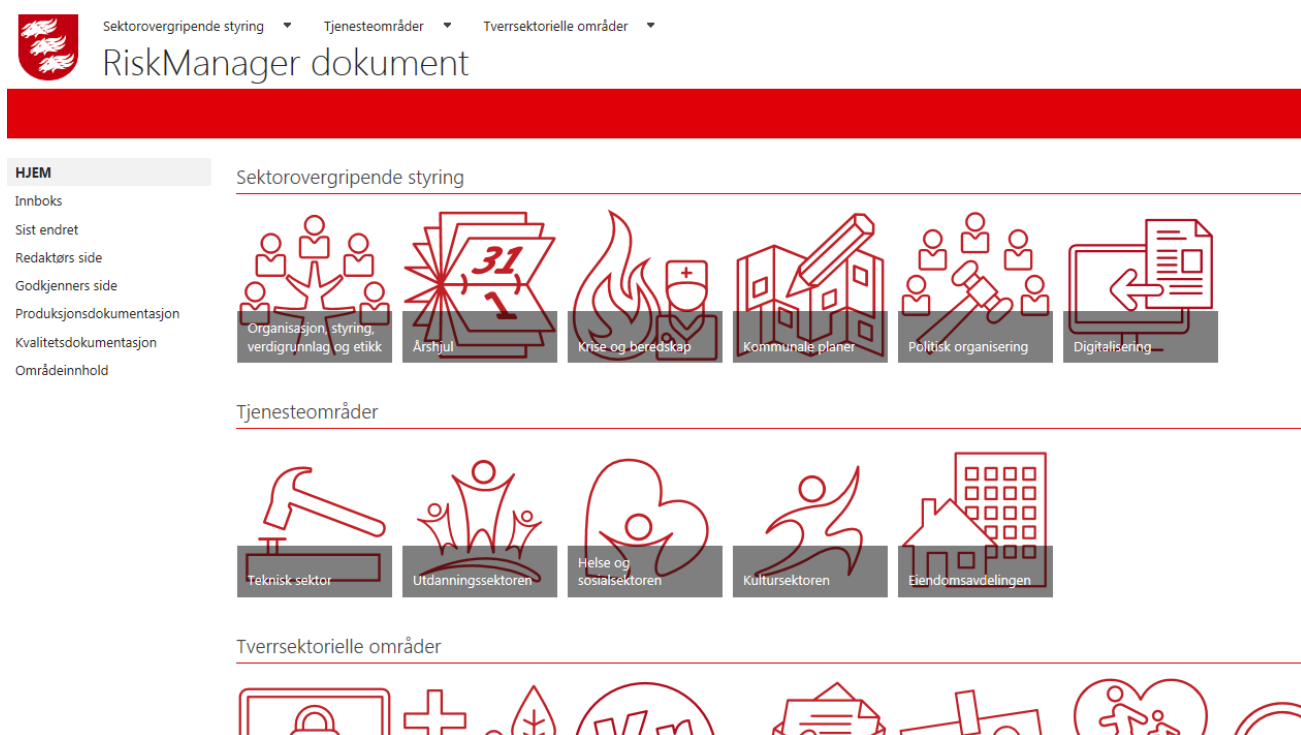 Sektorovergripende styring
Tjenesteområder
Tverrsektorielle områder
RiskManager dokument
HJEM
Innboks
Sist endret
Redaktørs side
Godkjenners side
Produksjonsdokumentasjon
Kvalitetsdokumentasjon
Områdeinnhold
Sektorovergripende styring
31
1
Organisasjon, styring,
verdigrunnlag og etikk
Årshjul
Krise og beredskap
Kommunale planer
Politisk organisering
Digitalisering
Tjenesteområder
Teknisk sektor
Utdanningssektoren
Helse og
sosialsektoren
Kultursektoren
Eiendomsavdelingen
Tverrsektorielle områder